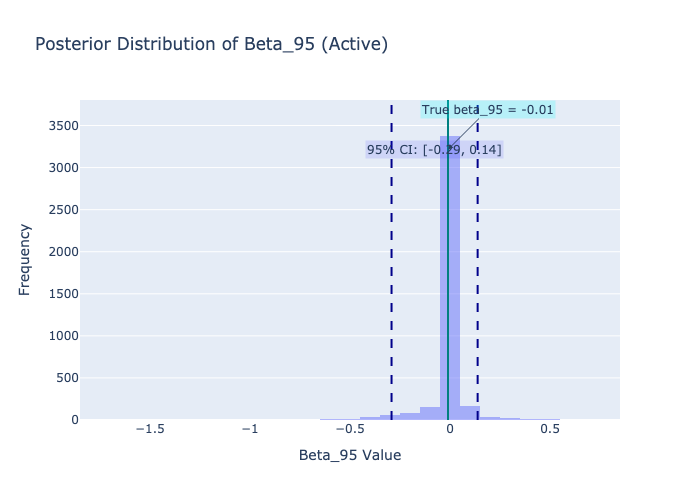 Posterior Distribution of Beta_95 (Active)
True beta_95 = -0.01
95% CI: [-0.29, 0.14]
3500
3000
2500
2000
1500
1000
500
0
Frequency
−1.5
−1
−0.5
0
0.5
Beta_95 Value